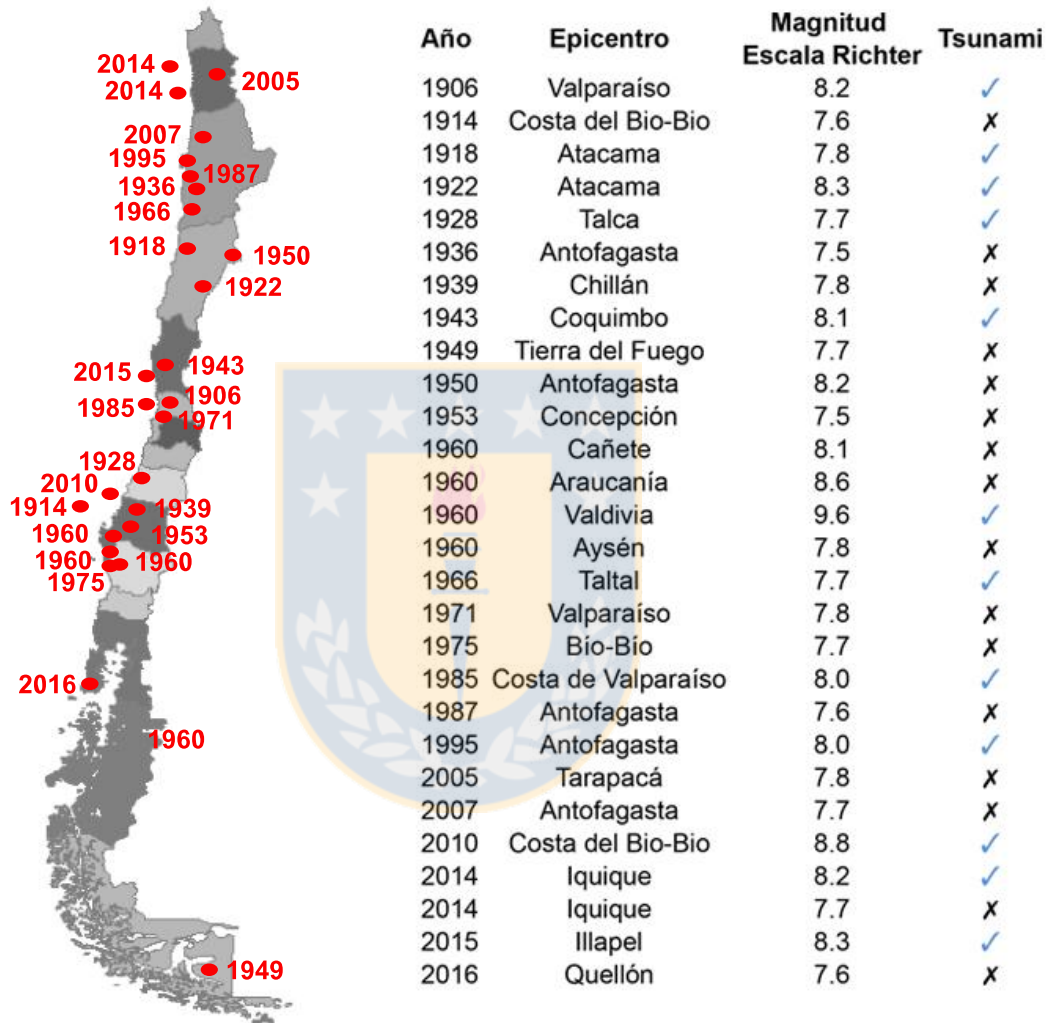 2014
2014
2005
2007
1995
1987
1936
1966
1918
1950
1922
1943
2015
1906
1985
1971
1928
2010
1914
1939
1960
1953
1960
1960
1975
2016
1960
1949
Año Epicentro Magnitud Escala Richter Tsunami
1906 Valparaíso 8.2 ✓
1914 Costa del Bio-Bio 7.6 ✗
1918 Atacama 7.8 ✓
1922 Atacama 8.3 ✓
1928 Talca 7.7 ✓
1936 Antofagasta 7.5 ✗
1939 Chillán 7.8 ✗
1943 Coquimbo 8.1 ✓
1949 Tierra del Fuego 7.7 ✗
1950 Antofagasta 8.2 ✗
1953 Concepción 7.5 ✗
1960 Cañete 8.1 ✗
1960 Araucanía 8.6 ✗
1960 Valdivia 9.6 ✓
1960 Aysén 7.8 ✗
1966 Taltal 7.7 ✓
1971 Valparaíso 7.8 ✗
1975 Bío-Bío 7.7 ✗
1985 Costa de Valparaíso 8.0 ✓
1987 Antofagasta 7.6 ✗
1995 Antofagasta 8.0 ✓
2005 Tarapacá 7.8 ✗
2007 Antofagasta 7.7 ✗
2010 Costa del Bio-Bio 8.8 ✓
2014 Iquique 8.2 ✓
2014 Iquique 7.7 ✗
2015 Illapel 8.3 ✓
2016 Quellón 7.6 ✗